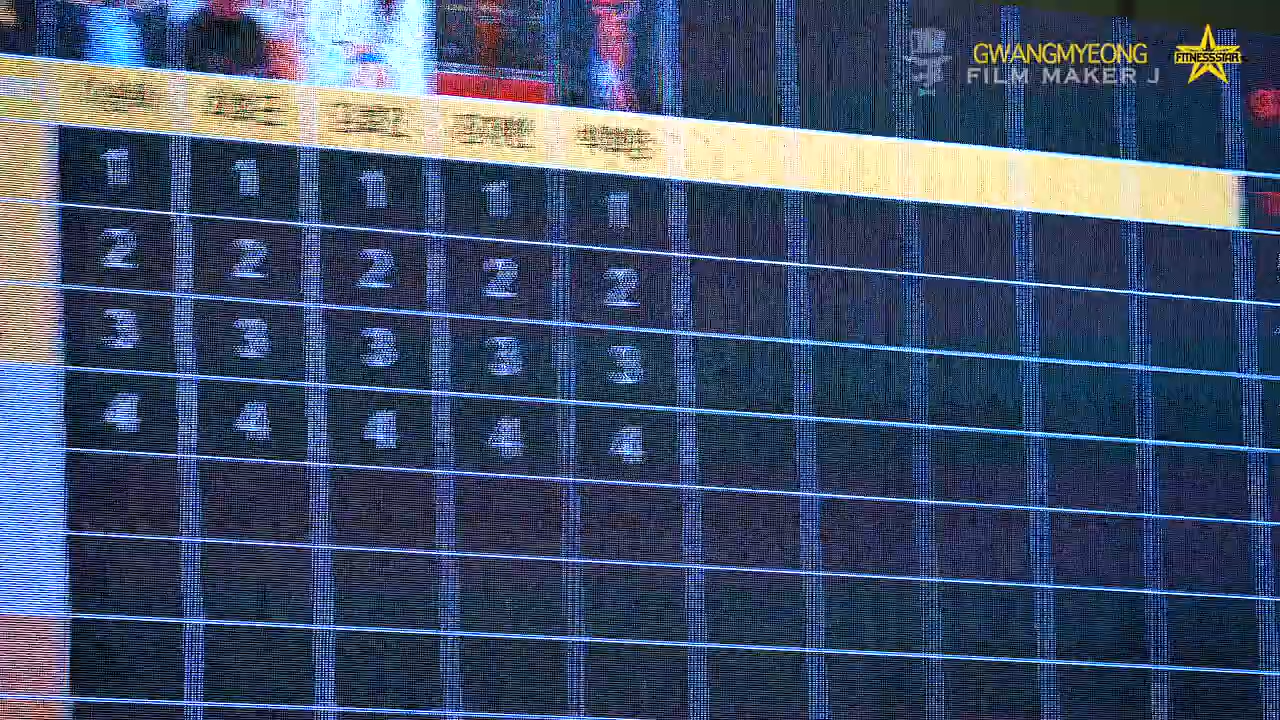 GWANGMYEONG
FILM MAKER J
FITNESSSTAR
1 1 1 1 1
2 2 2 2 2
3 3 3 3 3
4 4 4 4 4